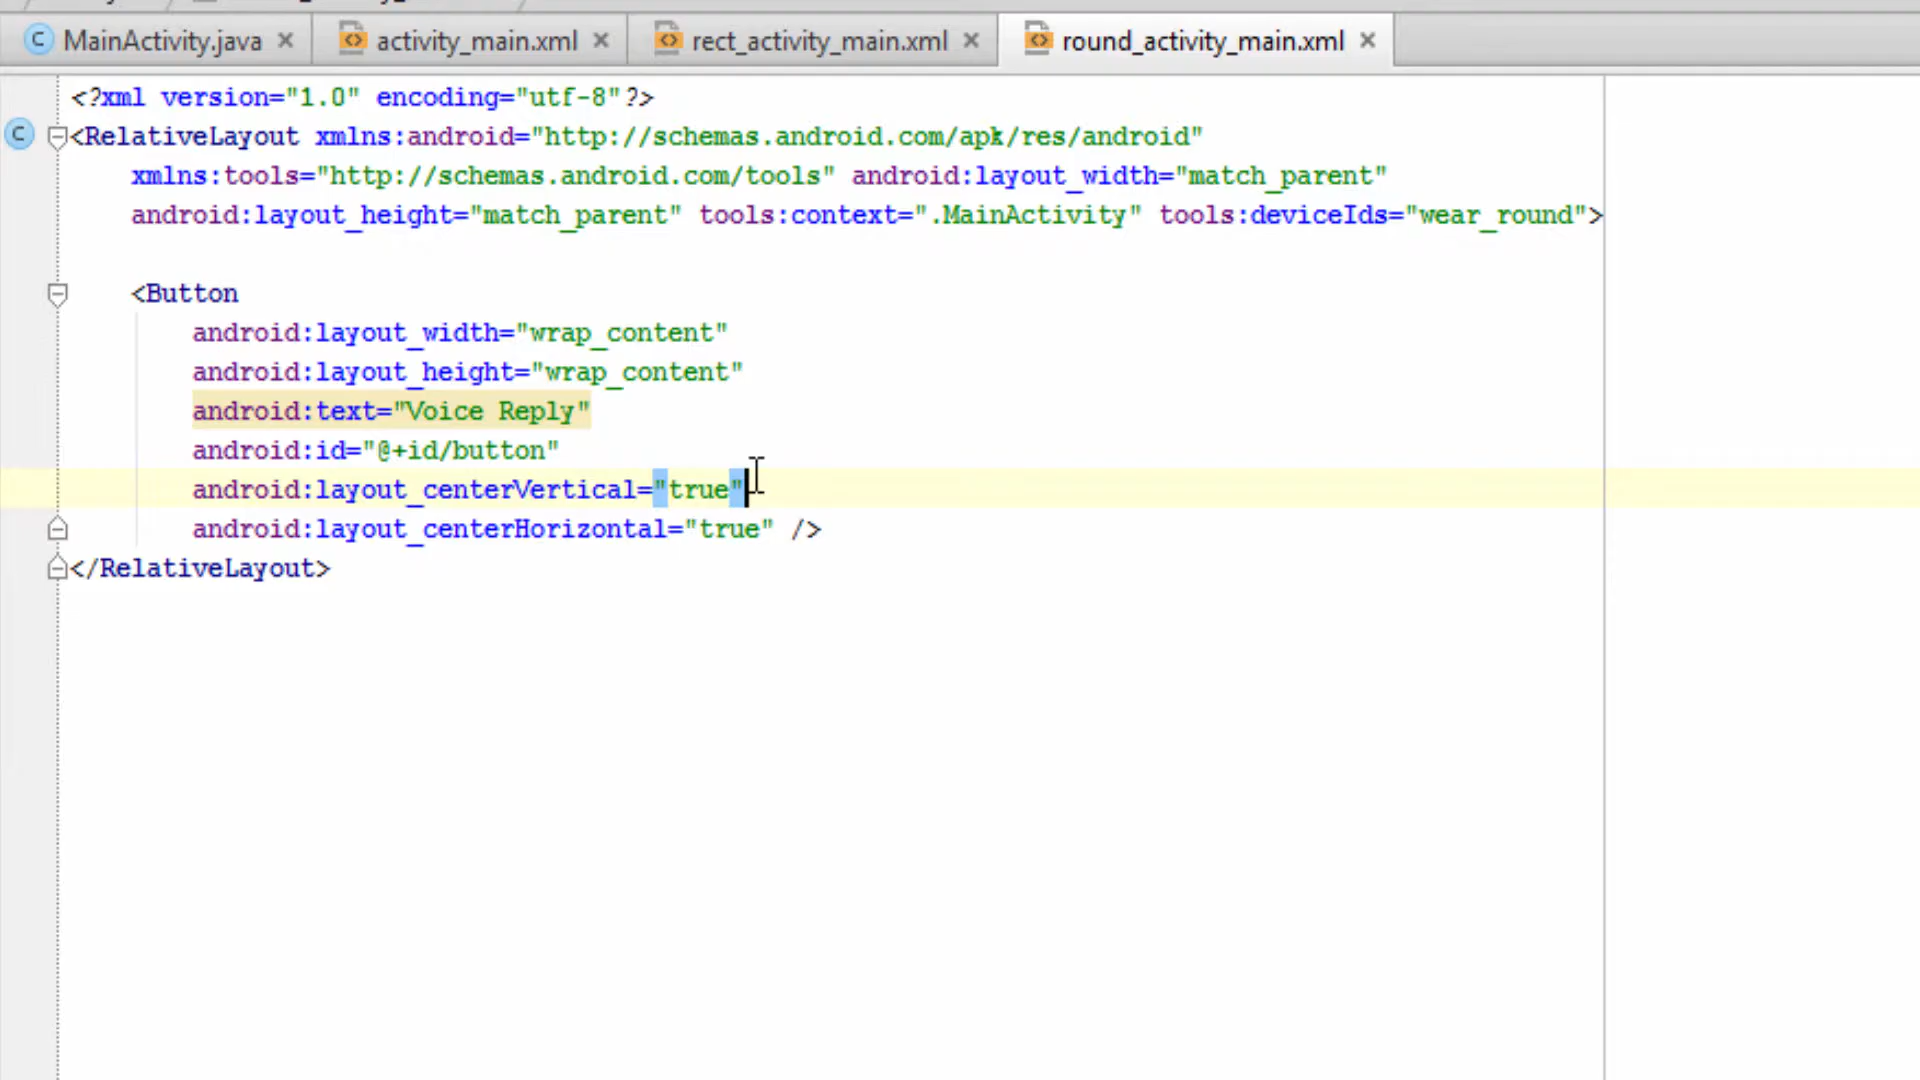 MainActivity.java
activity_main.xml
rect_activity_main.xml
round_activity_main.xml
<?xml version="1.0" encoding="utf-8"?>
<RelativeLayout xmlns:android="http://schemas.android.com/apk/res/android"
xmlns:tools="http://schemas.android.com/tools" android:layout_width="match_parent"
android:layout_height="match_parent" tools:context=".MainActivity" tools:deviceIds="wear_round">
<Button
android:layout_width="wrap_content"
android:layout_height="wrap_content"
android:text="Voice Reply"
android:id="@+id/button"
android:layout_centerVertical="true"
android:layout_centerHorizontal="true" />
</RelativeLayout>